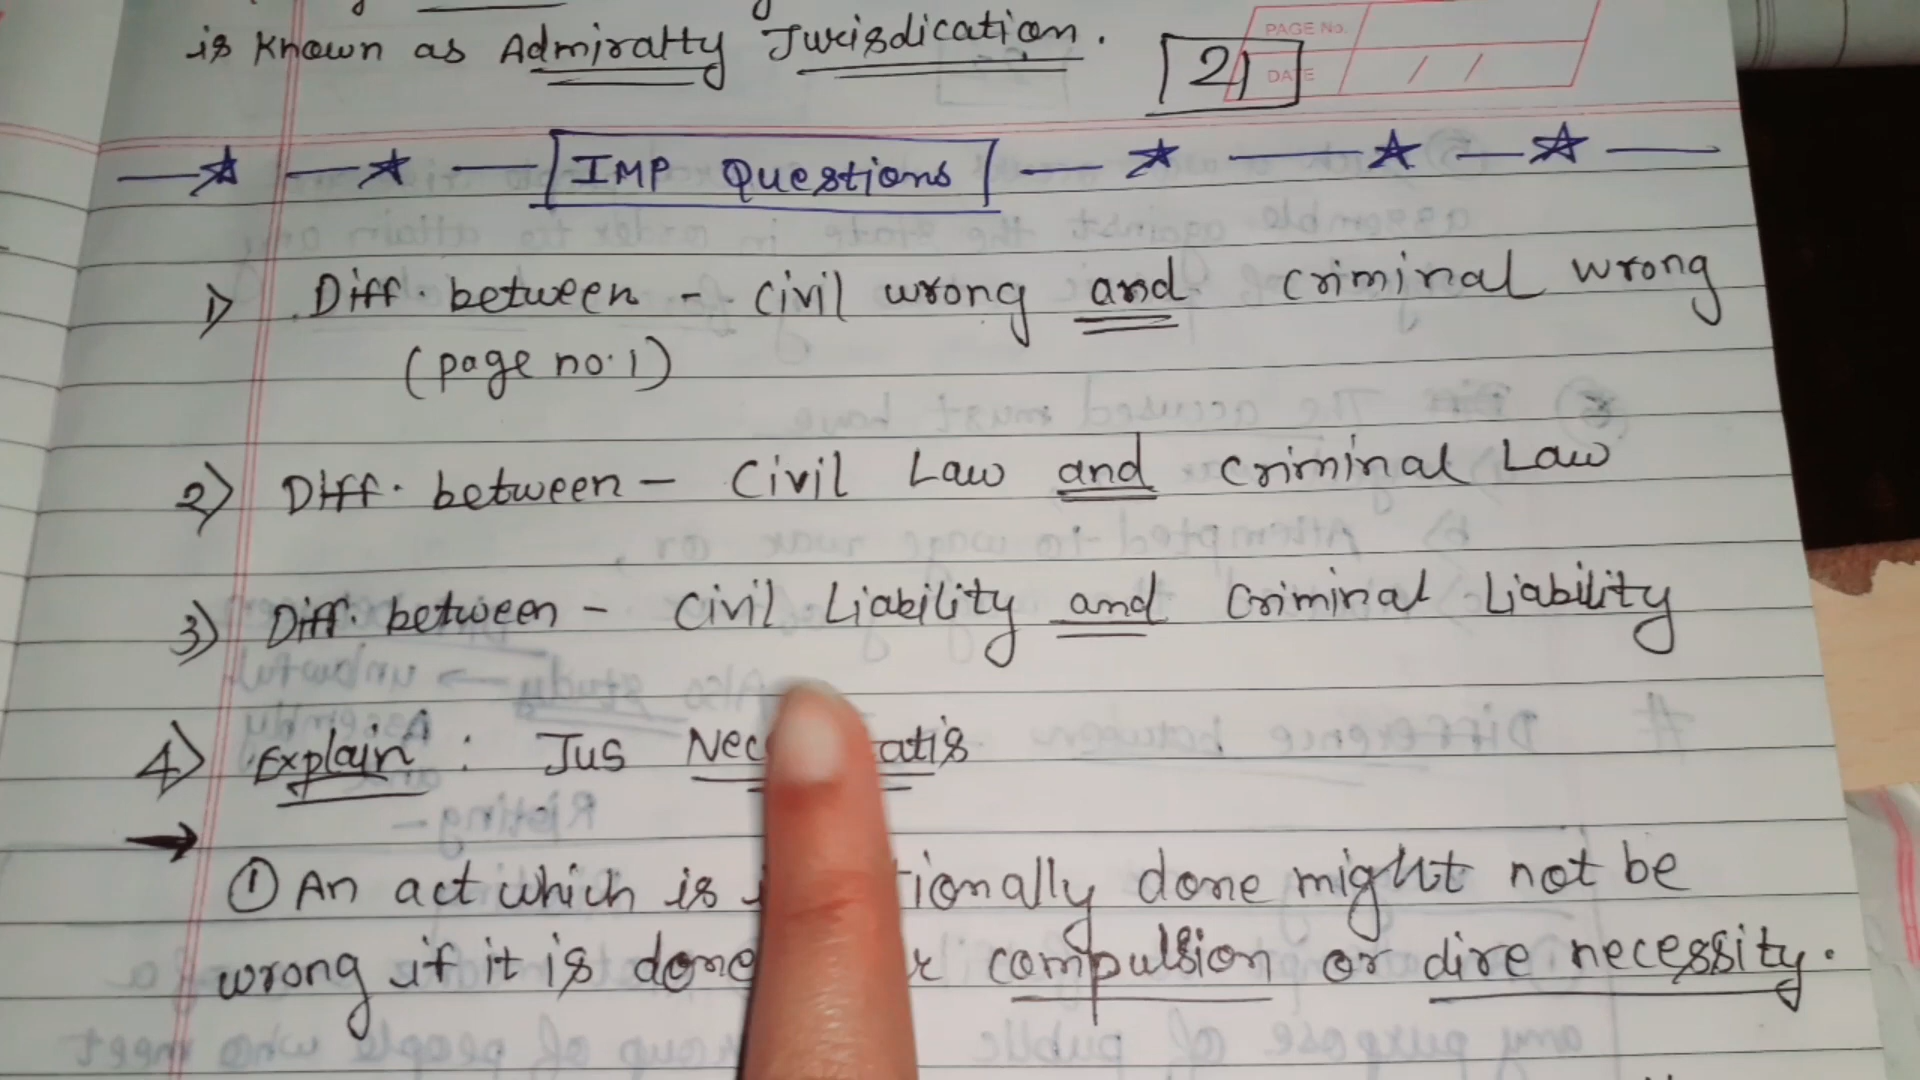 is known as Admiralty Jurisdication.
PAGE No.
DATE / /
2
IMP Questions
1) Diff. between - civil wrong and criminal wrong
(page no.1)
2) Diff. between - Civil Law and criminal Law
3) Diff. between - Civil Liability and Criminal Liability
4) Explain : Jus
① An act which is done might not be
wrong if it is done compulsion or dire necessity.